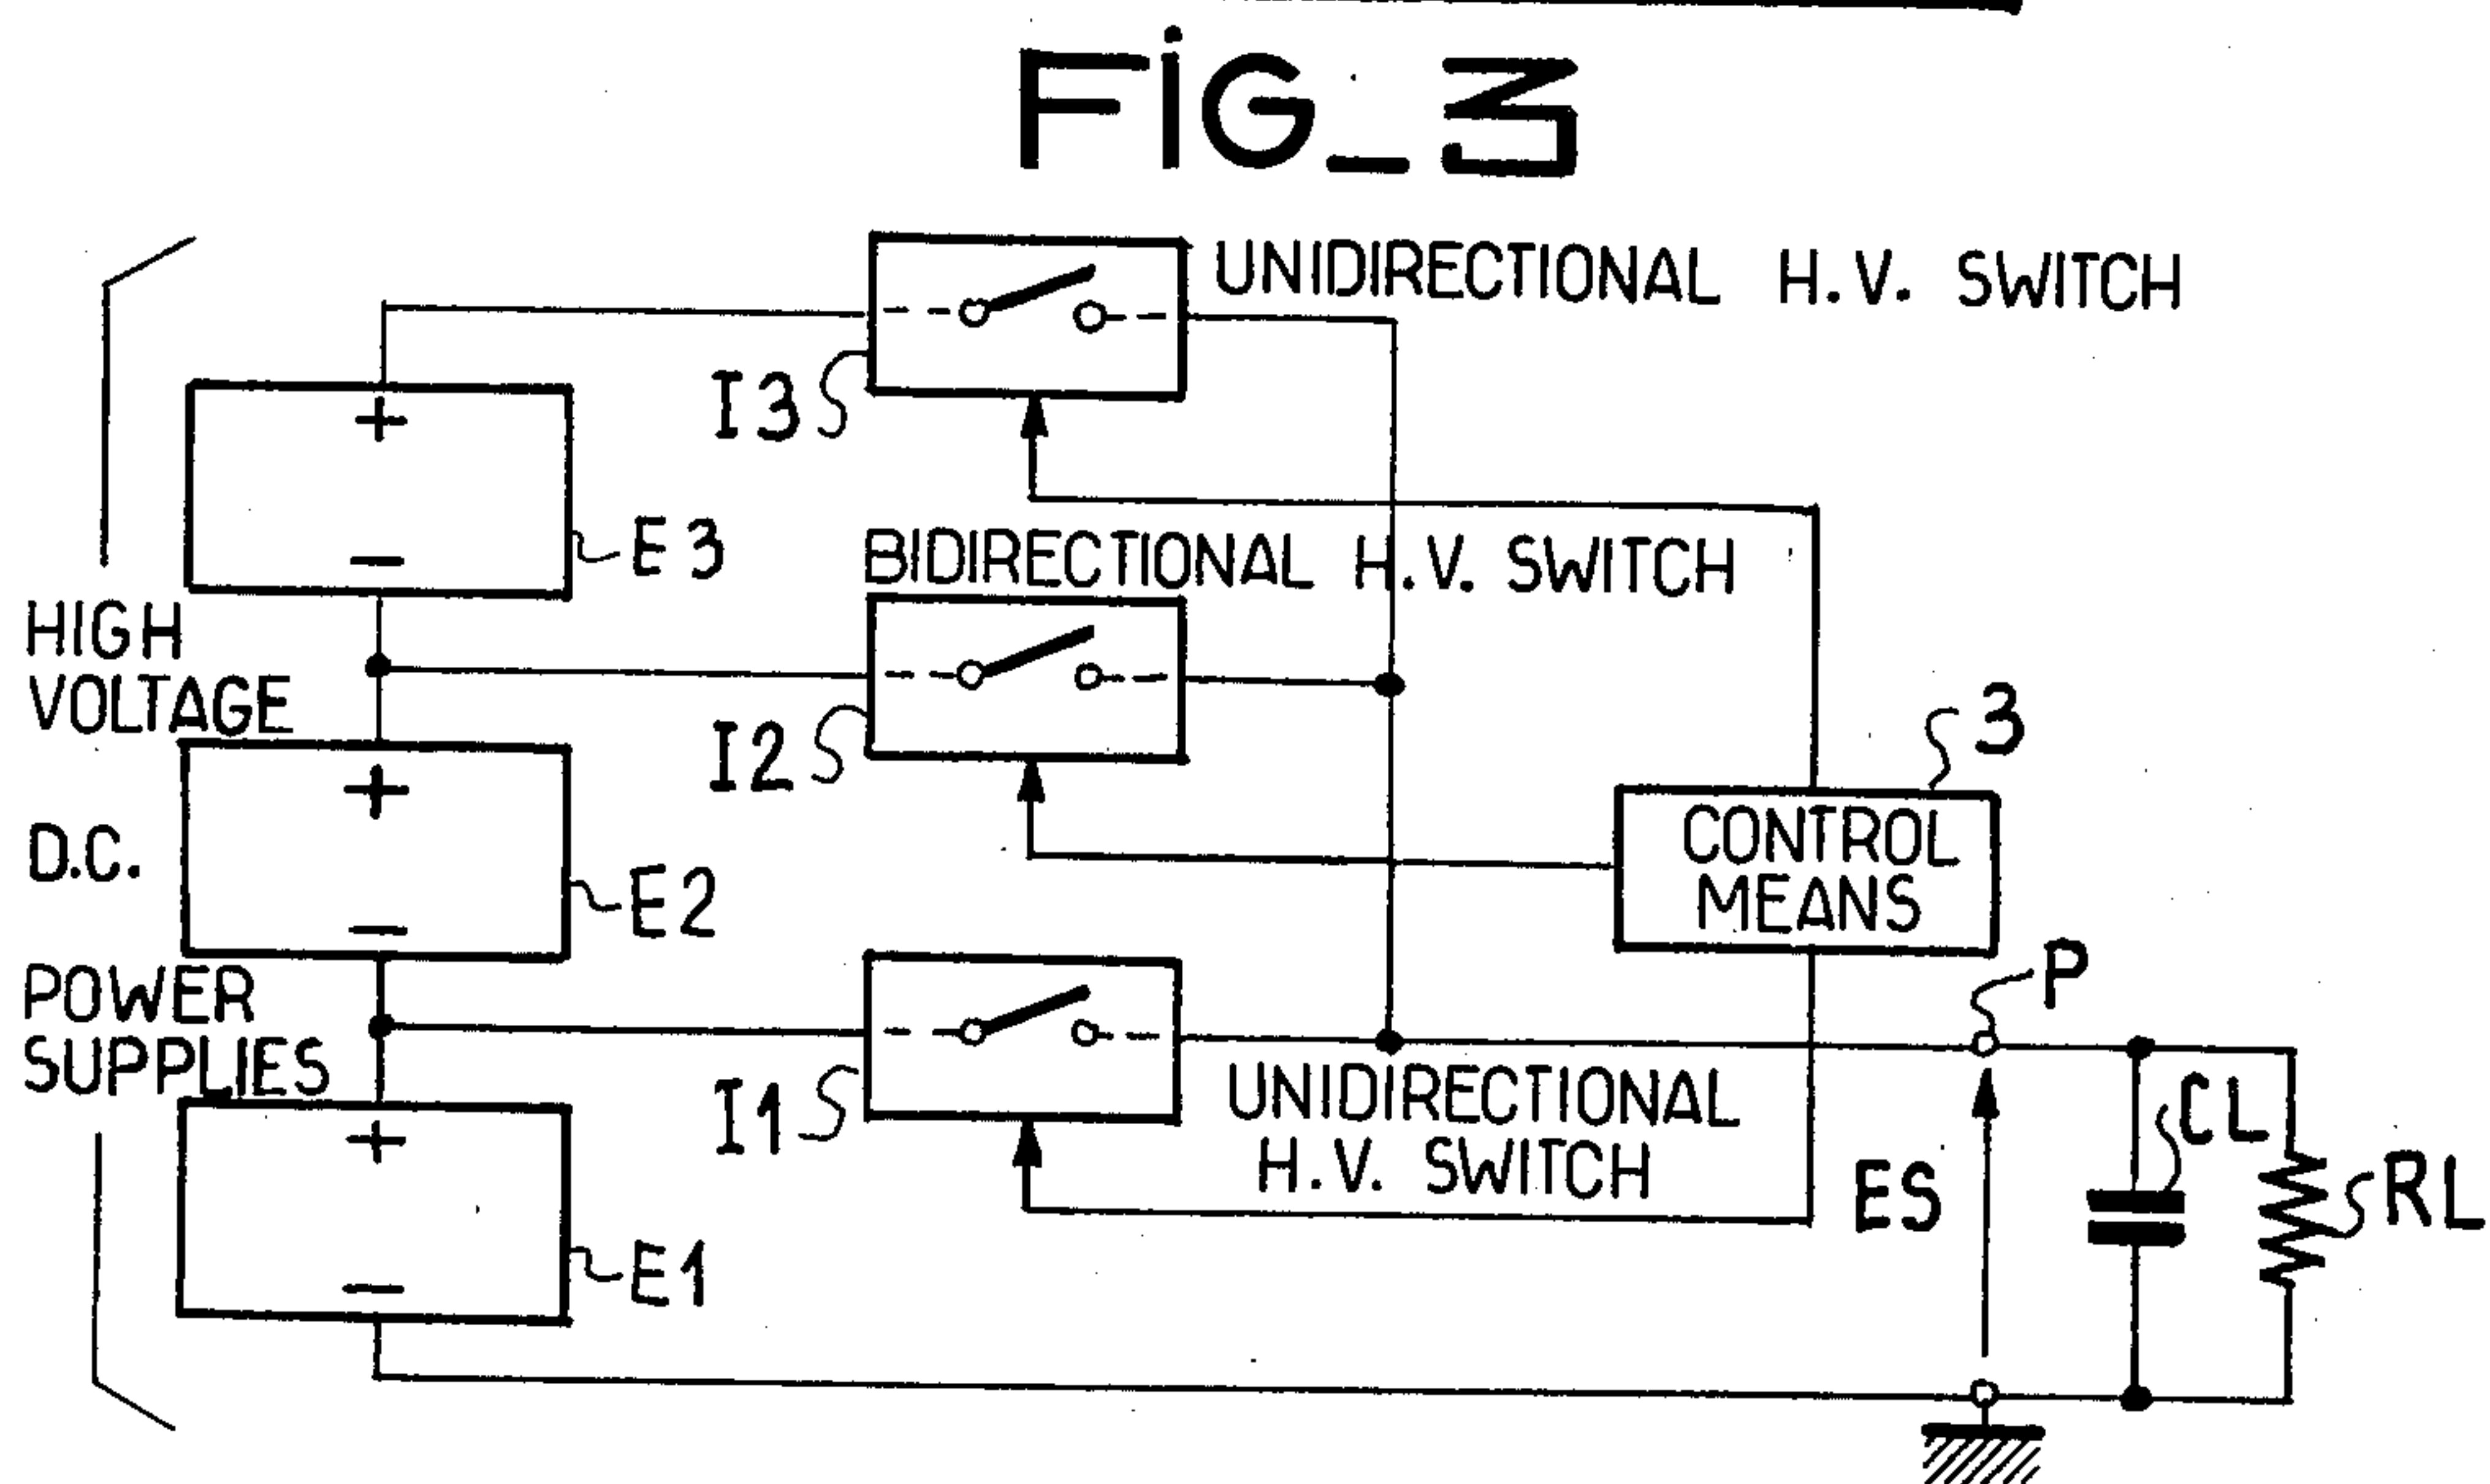 FiG_3
UNIDIRECTIONAL H.V. SWITCH
I3
+
−
E3
BIDIRECTIONAL H.V. SWITCH
HIGH
VOLTAGE
I2
3
+
−
D.C.
E2
CONTROL
MEANS
P
POWER
SUPPLIES
I1
UNIDIRECTIONAL
H.V. SWITCH
+
−
E1
ES
CL
RL